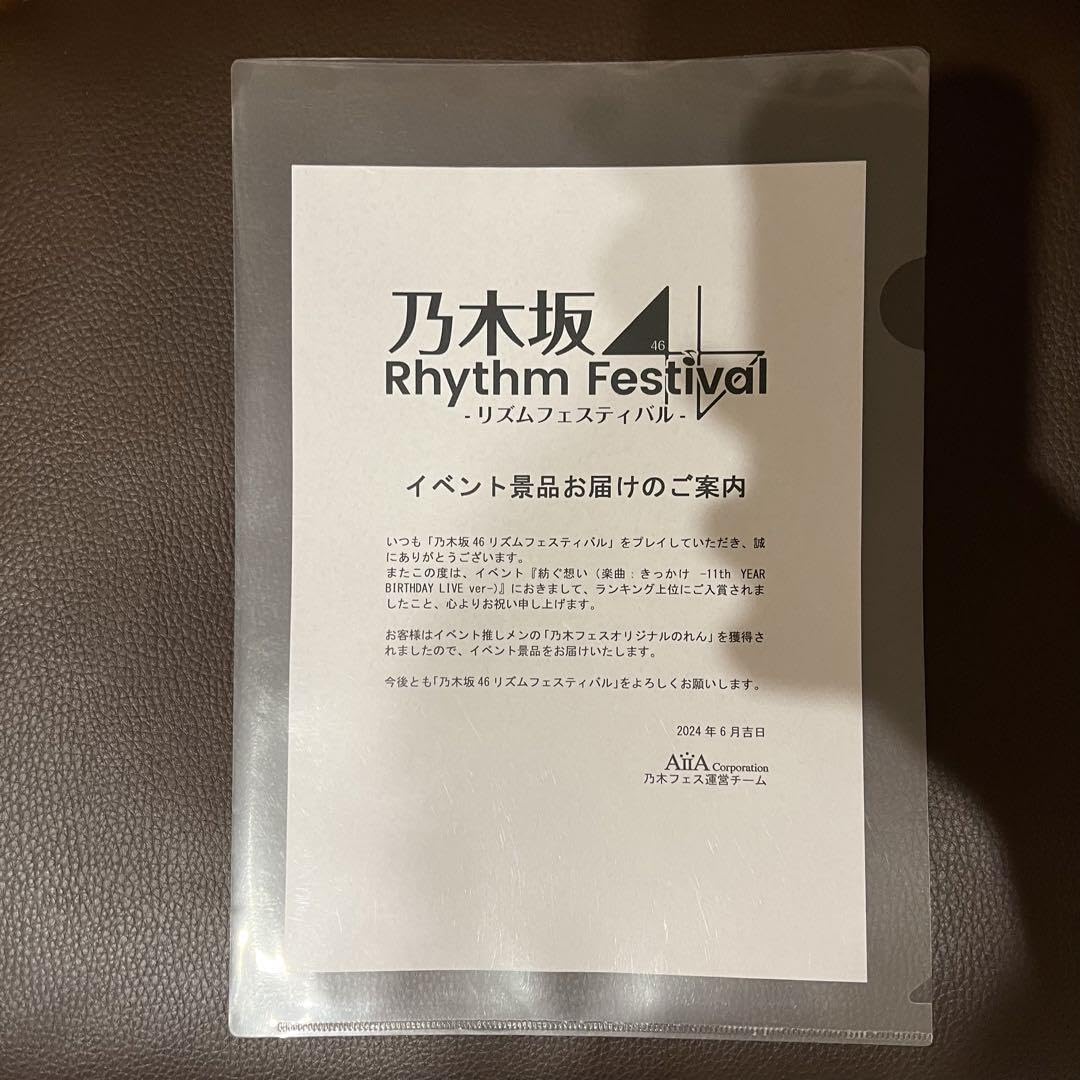 乃木坂46
Rhythm Festival
- リズムフェスティバル -
イベント景品お届けのご案内
いつも「乃木坂 46 リズムフェスティバル」をプレイしていただき、誠
にありがとうございます。
またこの度は、イベント『紡ぐ想い（楽曲：きっかけ -11th YEAR
BIRTHDAY LIVE ver-）』におきまして、ランキング上位にご入賞されま
したこと、心よりお祝い申し上げます。
お客様はイベント推しメンの「乃木フェスオリジナルのれん」を獲得さ
れましたので、イベント景品をお届けいたします。
今後とも「乃木坂 46 リズムフェスティバル」をよろしくお願いします。
2024 年 6 月吉日
AiiA Corporation
乃木フェス運営チーム